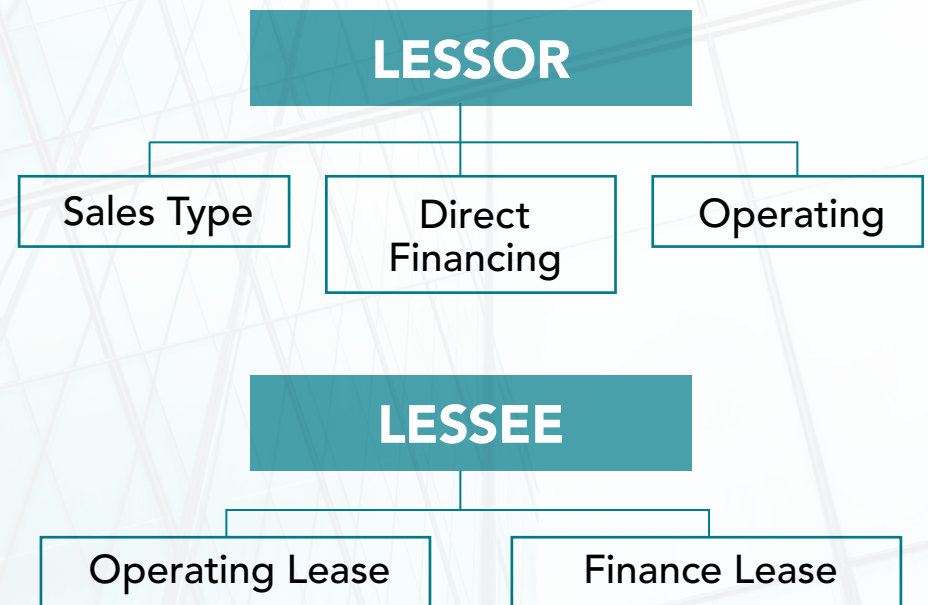 LESSOR
Sales Type
Direct
Financing
Operating
LESSEE
Operating Lease
Finance Lease